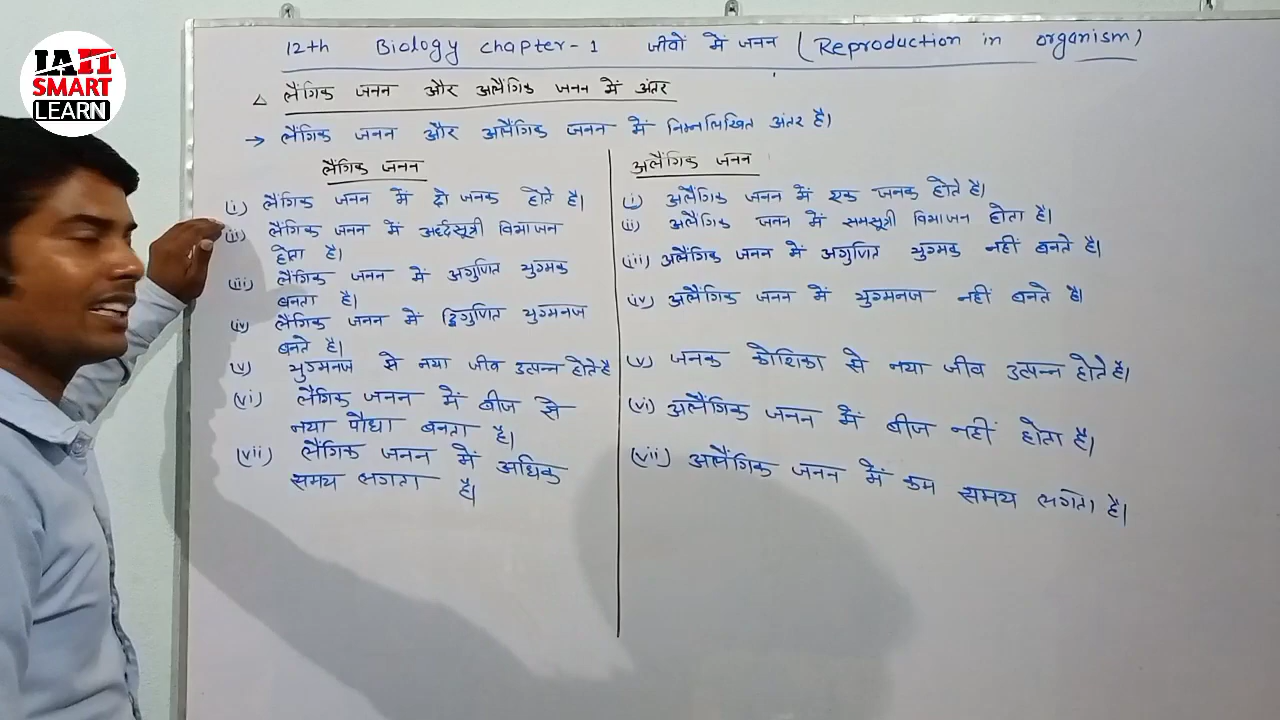 IAIT
SMART
LEARN
12th Biology chapter-1 जीवों में जनन (Reproduction in organism)
△ लैंगिक जनन और अलैंगिक जनन में अंतर
→ लैंगिक जनन और अलैंगिक जनन में निम्नलिखित अंतर है।
लैंगिक जनन
(i) लैंगिक जनन में दो जनक होते है।
(ii) लैंगिक जनन में अर्द्धसूत्री विभाजन
होता है।
(iii) लैंगिक जनन में अगुणित युग्मक
बनता है।
(iv) लैंगिक जनन में द्विगुणित युग्मनज
बनते है।
(v) युग्मनज से नया जीव उत्पन्न होते है
(vi) लैंगिक जनन में बीज से
नया पौधा बनता है।
(vii) लैंगिक जनन में अधिक
समय लगता है।
अलैंगिक जनन
(i) अलैंगिक जनन में एक जनक होते है।
(ii) अलैंगिक जनन में समसूत्री विभाजन होता है।
(iii) अलैंगिक जनन में अगुणित युग्मक नहीं बनते है।
(iv) अलैंगिक जनन में युग्मनज नहीं बनते है।
(v) जनक कोशिका से नया जीव उत्पन्न होते है।
(vi) अलैंगिक जनन में बीज नहीं होता है।
(vii) अलैंगिक जनन में कम समय लगता है।